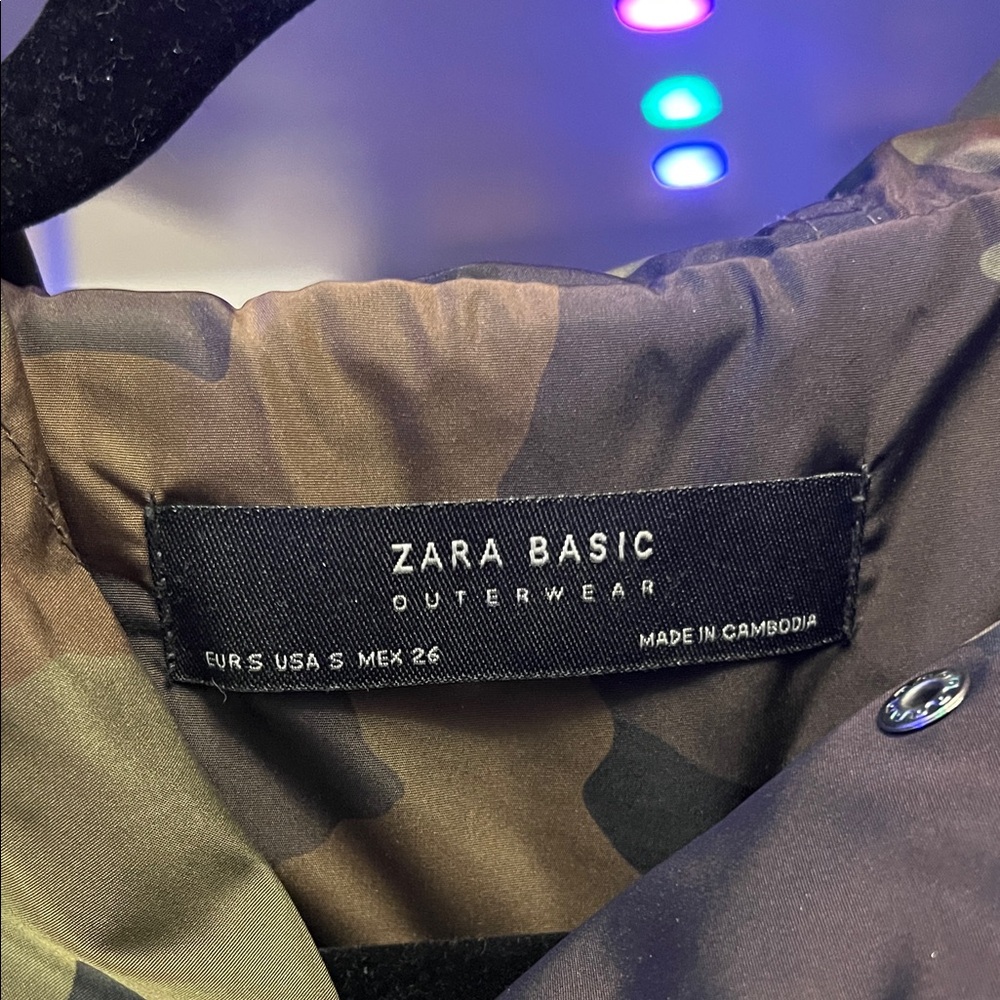 ZARA BASIC
OUTERWEAR
EUR S USA S MEX 26
MADE IN CAMBODIA